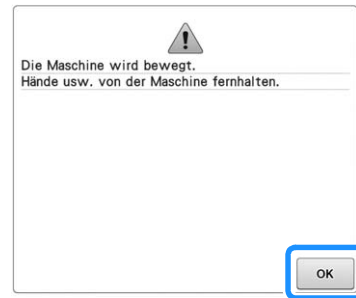 Die Maschine wird bewegt.
Hände usw. von der Maschine fernhalten.
OK